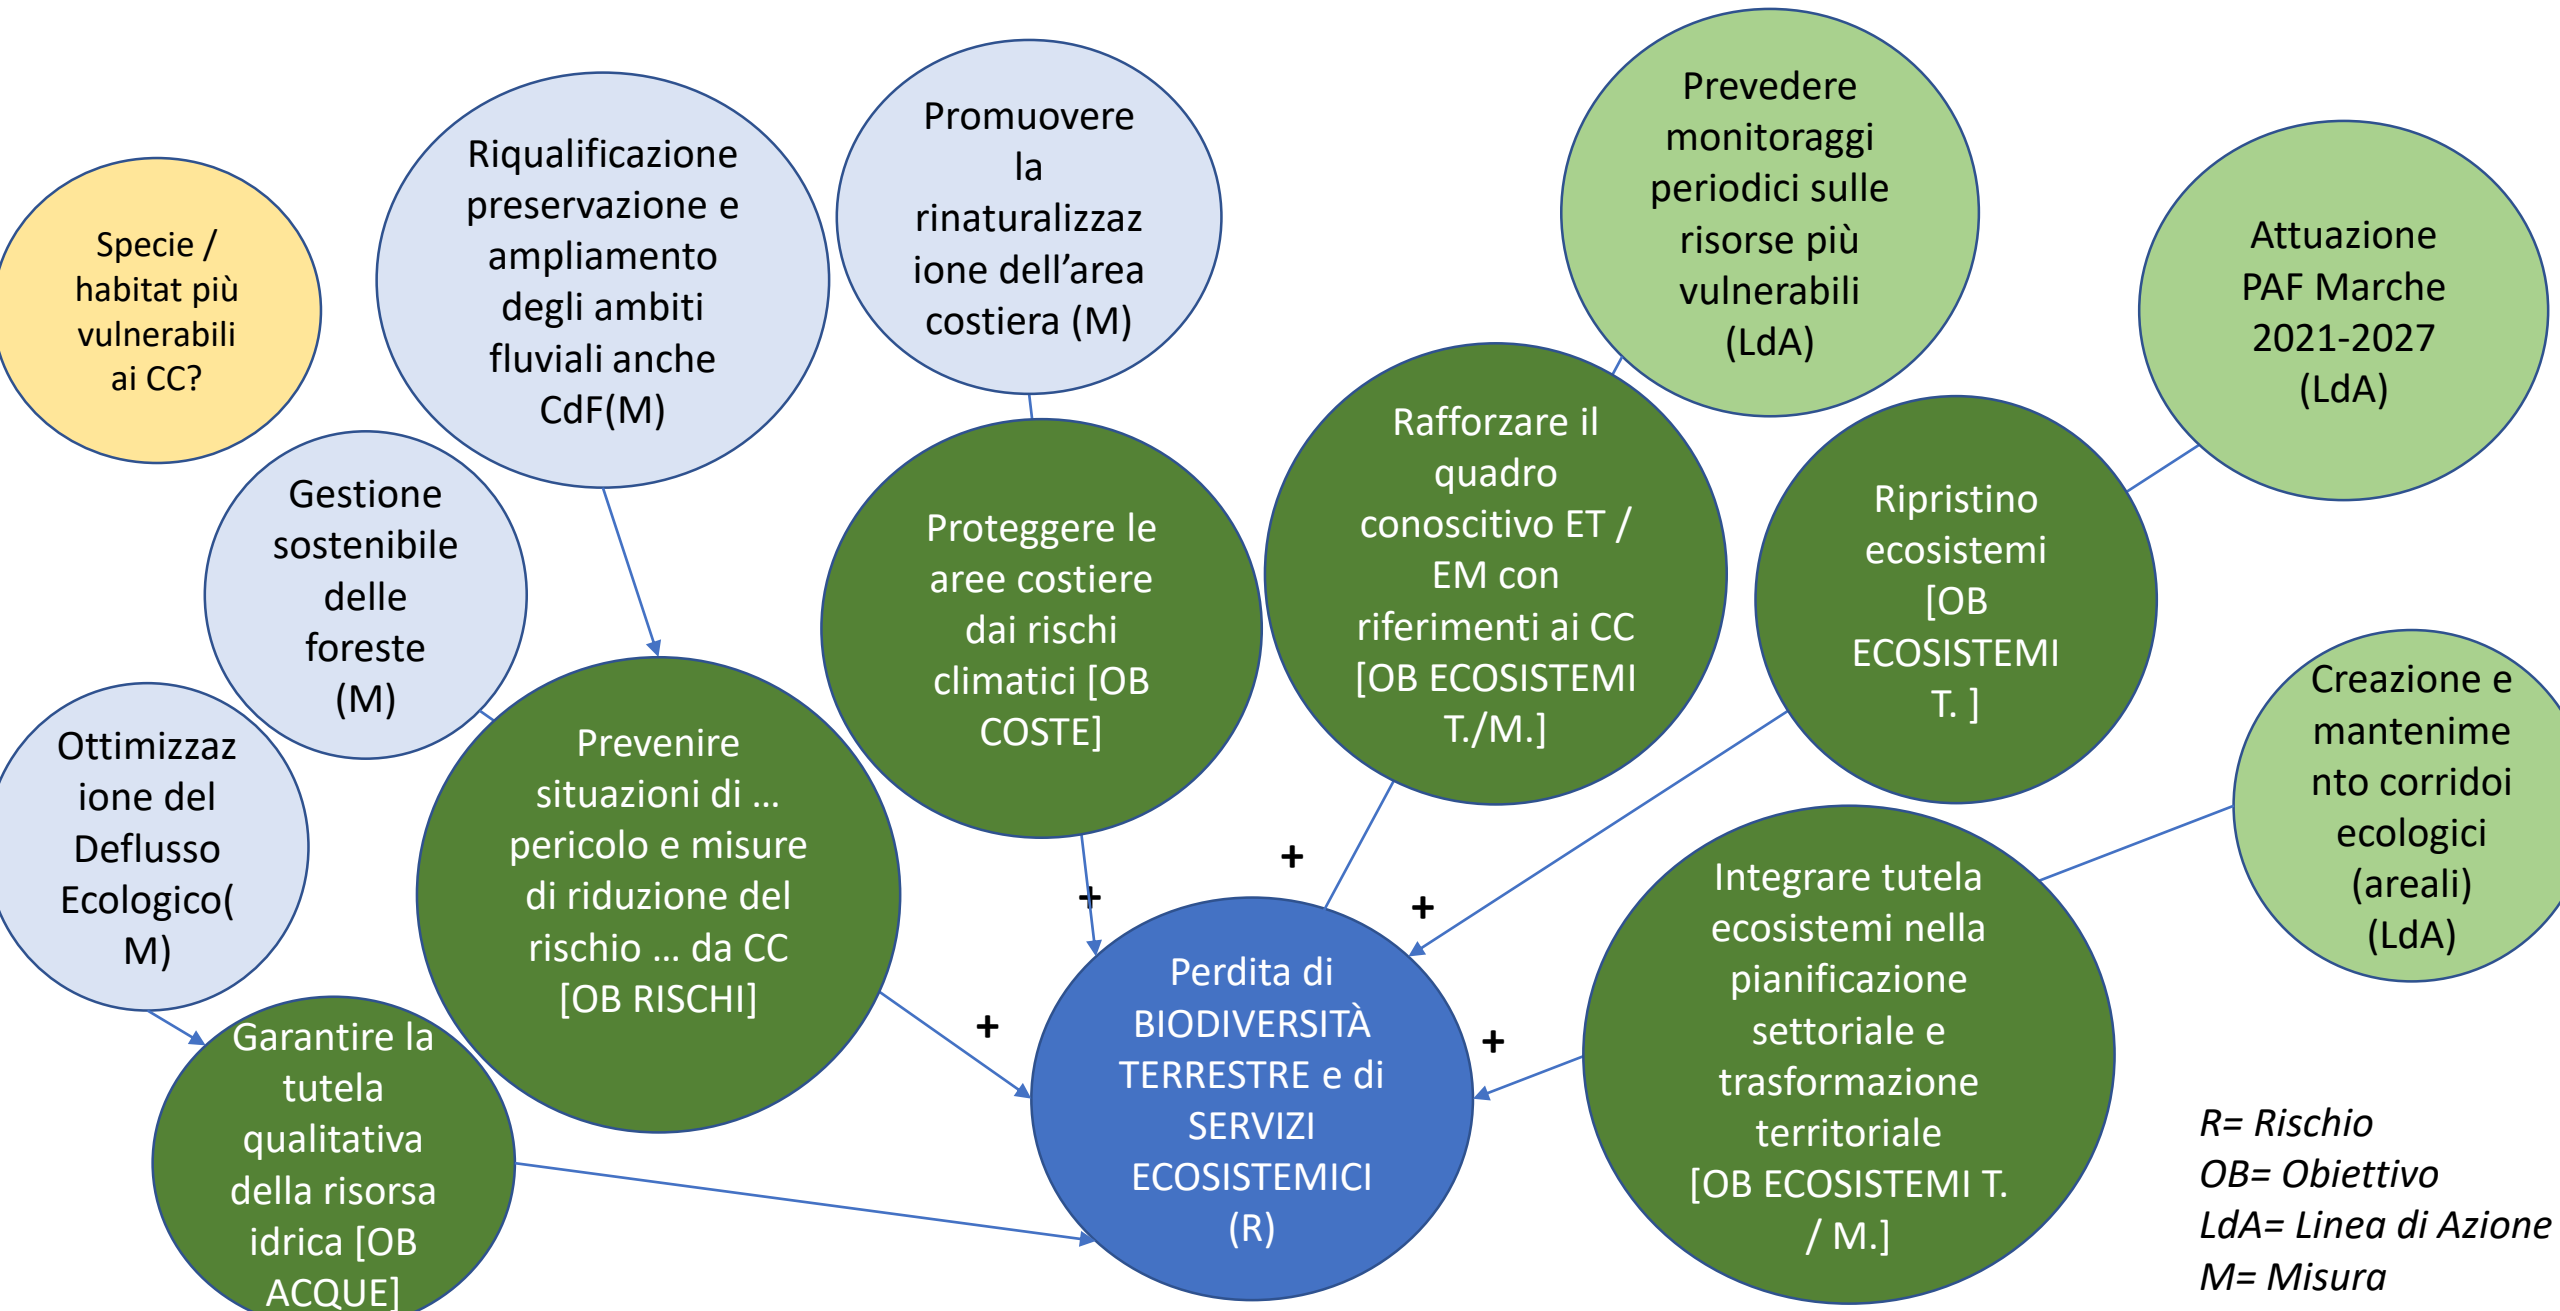 Specie /
habitat più
vulnerabili
ai CC?
Riqualificazione
preservazione e
ampliamento
degli ambiti
fluviali anche
CdF(M)
Promuovere
la
rinaturalizzaz
ione dell’area
costiera (M)
Prevedere
monitoraggi
periodici sulle
risorse più
vulnerabili
(LdA)
Attuazione
PAF Marche
2021-2027
(LdA)
Gestione
sostenibile
delle
foreste
(M)
Proteggere le
aree costiere
dai rischi
climatici [OB
COSTE]
Rafforzare il
quadro
conoscitivo ET /
EM con
riferimenti ai CC
[OB ECOSISTEMI
T./M.]
Ripristino
ecosistemi
[OB
ECOSISTEMI
T. ]
Ottimizzaz
ione del
Deflusso
Ecologico(
M)
Prevenire
situazioni di ...
pericolo e misure
di riduzione del
rischio ... da CC
[OB RISCHI]
Creazione e
mantenime
nto corridoi
ecologici
(areali)
(LdA)
Garantire la
tutela
qualitativa
della risorsa
idrica [OB
ACQUE]
+
+
+
+
+
Perdita di
BIODIVERSITÀ
TERRESTRE e di
SERVIZI
ECOSISTEMICI
(R)
Integrare tutela
ecosistemi nella
pianificazione
settoriale e
trasformazione
territoriale
[OB ECOSISTEMI T.
/ M.]
R= Rischio
OB= Obiettivo
LdA= Linea di Azione
M= Misura